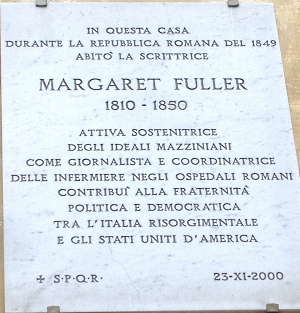 IN QUESTA CASA
DURANTE LA REPUBBLICA ROMANA DEL 1849
ABITÒ LA SCRITTRICE
MARGARET FULLER
1810 - 1850
ATTIVA SOSTENITRICE
DEGLI IDEALI MAZZINIANI
COME GIORNALISTA E COORDINATRICE
DELLE INFERMIERE NEGLI OSPEDALI ROMANI
CONTRIBUÌ ALLA FRATERNITÀ
POLITICA E DEMOCRATICA
TRA L'ITALIA RISORGIMENTALE
E GLI STATI UNITI D'AMERICA
+ S·P·Q·R· 23-XI-2000